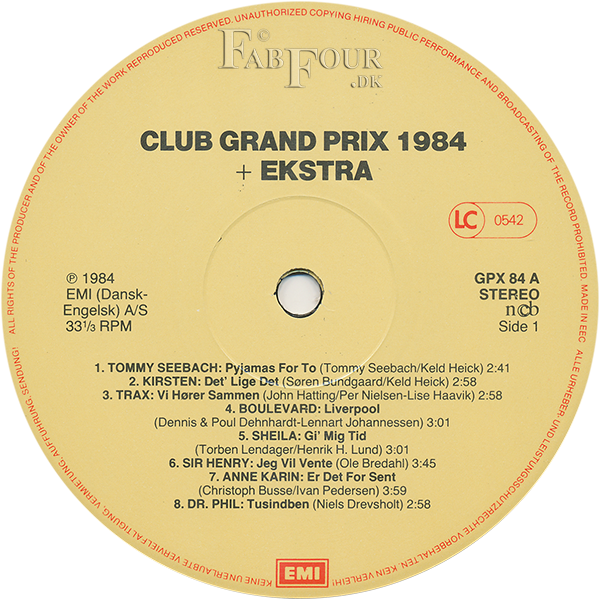 ALL RIGHTS OF THE PRODUCER AND OF THE OWNER OF THE WORK REPRODUCED RESERVED. UNAUTHORIZED COPYING HIRING PUBLIC PERFORMANCE AND BROADCASTING OF THE RECORD PROHIBITED. MADE IN EEC
©
FABFOUR
.DK
CLUB GRAND PRIX 1984
+ EKSTRA
LC 0542
℗ 1984
EMI (Dansk-
Engelsk) A/S
33⅓ RPM
GPX 84 A
STEREO
ncb
Side 1
1. TOMMY SEEBACH: Pyjamas For To (Tommy Seebach/Keld Heick) 2:41
2. KIRSTEN: Det' Lige Det (Søren Bundgaard/Keld Heick) 2:58
3. TRAX: Vi Hører Sammen (John Hatting/Per Nielsen-Lise Haavik) 2:58
4. BOULEVARD: Liverpool
(Dennis & Poul Dehnhardt-Lennart Johannessen) 3:01
5. SHEILA: Gi' Mig Tid
(Torben Lendager/Henrik H. Lund) 3:01
6. SIR HENRY: Jeg Vil Vente (Ole Bredahl) 3:45
7. ANNE KARIN: Er Det For Sent
(Christoph Busse/Ivan Pedersen) 3:59
8. DR. PHIL: Tusindben (Niels Drevsholt) 2:58
EMI
ALLE URHEBER- UND LEISTUNGSSCHUTZRECHTE VORBEHALTEN. KEIN VERLEIH! KEINE UNERLAUBTE VERVIELFALTIGUNG, VERMIETUNG, AUFFUHRUNG, SENDUNG!